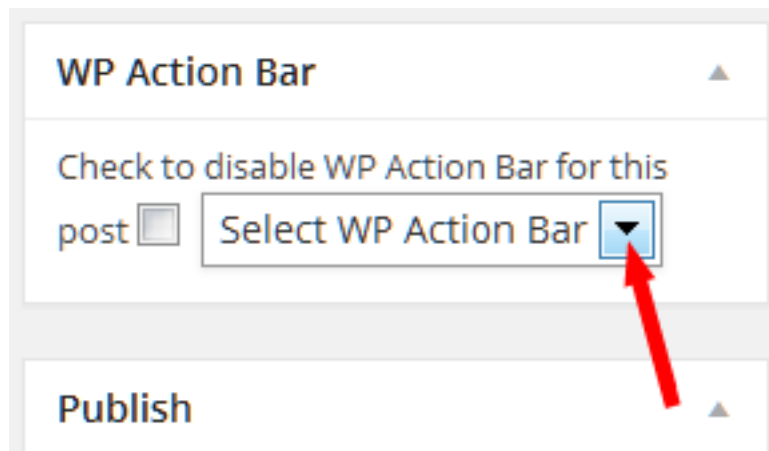 WP Action Bar
Check to disable WP Action Bar for this
post Select WP Action Bar
Publish